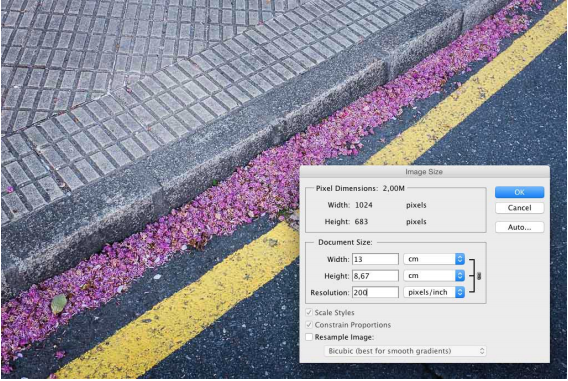 Image Size
Pixel Dimensions: 2,00M
Width: 1024 pixels
Height: 683 pixels
Document Size:
Width: 13 cm
Height: 8,67 cm
Resolution: 200 pixels/inch
Scale Styles
Constrain Proportions
Resample Image:
Bicubic (best for smooth gradients)
OK
Cancel
Auto...